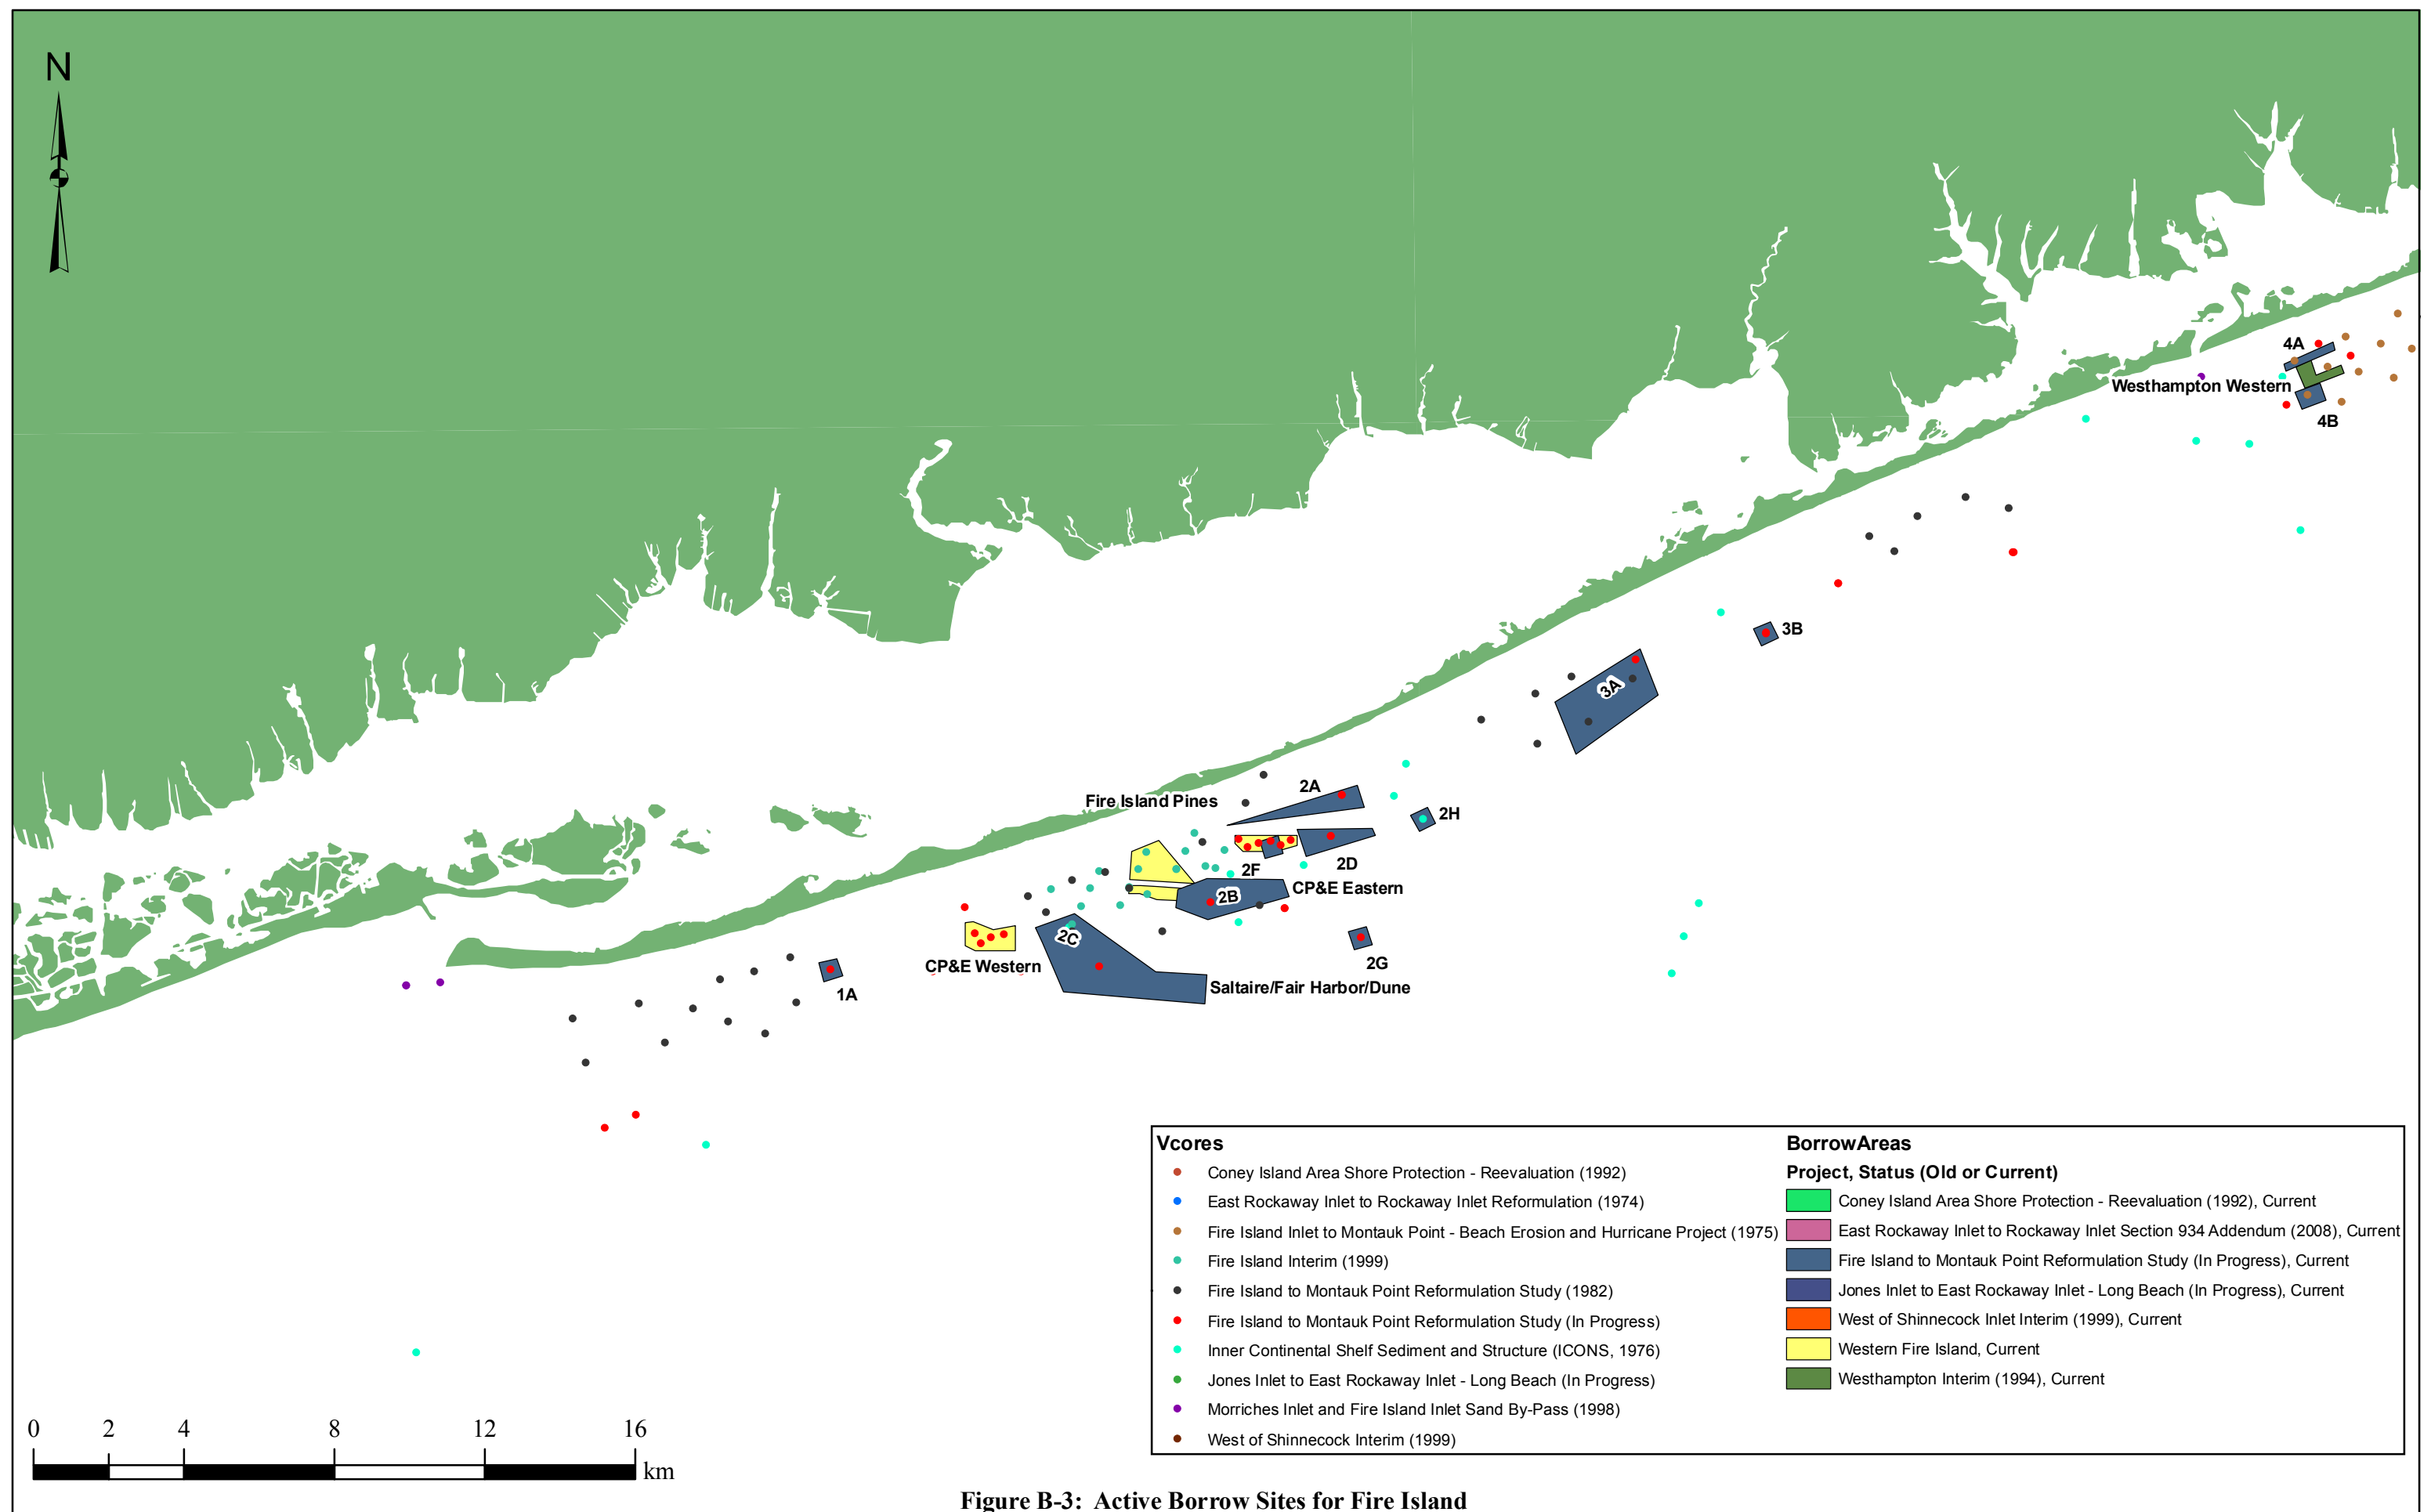 N
4A
Westhampton Western
4B
3B
3A
2A
Fire Island Pines
2H
2F
2D
CP&E Eastern
2B
2C
2G
CP&E Western
Saltaire/Fair Harbor/Dune
1A
Vcores
Coney Island Area Shore Protection - Reevaluation (1992)
East Rockaway Inlet to Rockaway Inlet Reformulation (1974)
Fire Island Inlet to Montauk Point - Beach Erosion and Hurricane Project (1975)
Fire Island Interim (1999)
Fire Island to Montauk Point Reformulation Study (1982)
Fire Island to Montauk Point Reformulation Study (In Progress)
Inner Continental Shelf Sediment and Structure (ICONS, 1976)
Jones Inlet to East Rockaway Inlet - Long Beach (In Progress)
Morriches Inlet and Fire Island Inlet Sand By-Pass (1998)
West of Shinnecock Interim (1999)
BorrowAreas
Project, Status (Old or Current)
Coney Island Area Shore Protection - Reevaluation (1992), Current
East Rockaway Inlet to Rockaway Inlet Section 934 Addendum (2008), Current
Fire Island to Montauk Point Reformulation Study (In Progress), Current
Jones Inlet to East Rockaway Inlet - Long Beach (In Progress), Current
West of Shinnecock Inlet Interim (1999), Current
Western Fire Island, Current
Westhampton Interim (1994), Current
0 2 4 8 12 16
km
Figure B-3: Active Borrow Sites for Fire Island